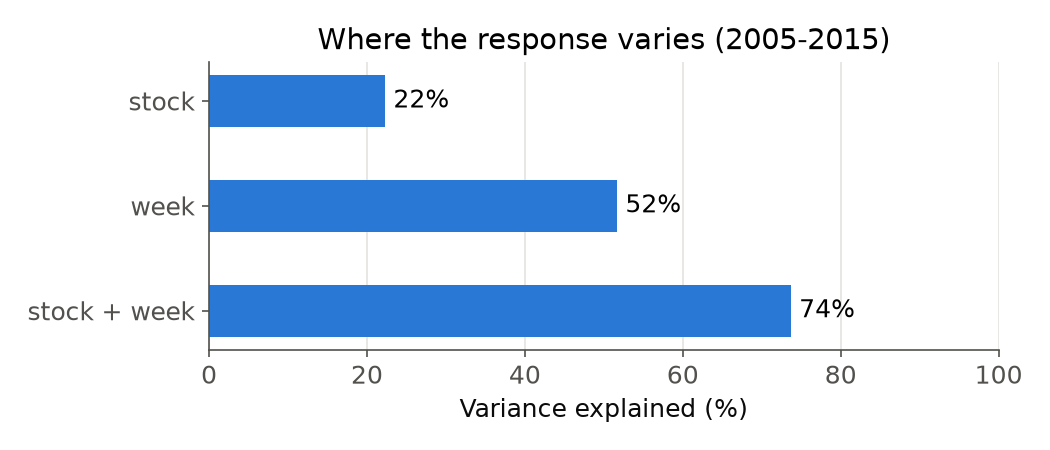 Where the response varies (2005-2015)
stock
22%
week
52%
stock + week
74%
0 20 40 60 80 100
Variance explained (%)